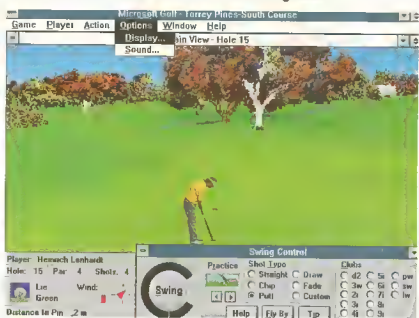 Microsoft Golf - Torrey Pines-South Course
Game Player Action Options Window Help
Display...
Sound...
ain View - Hole 15
Player: Heinrich Lenhardt
Hole: 15 Par 4 Shots: 4
Lie
Green
Wind:
Distance to Pin 2 m
Swing Control
Swing
Practice
Shot Type
Straight Draw
Chip Fade
Putt Custom
Help Fly By Tip
Clubs
d2 5i pw
3w 6i sw
2i 7i lw
3i 8i
4i 9i